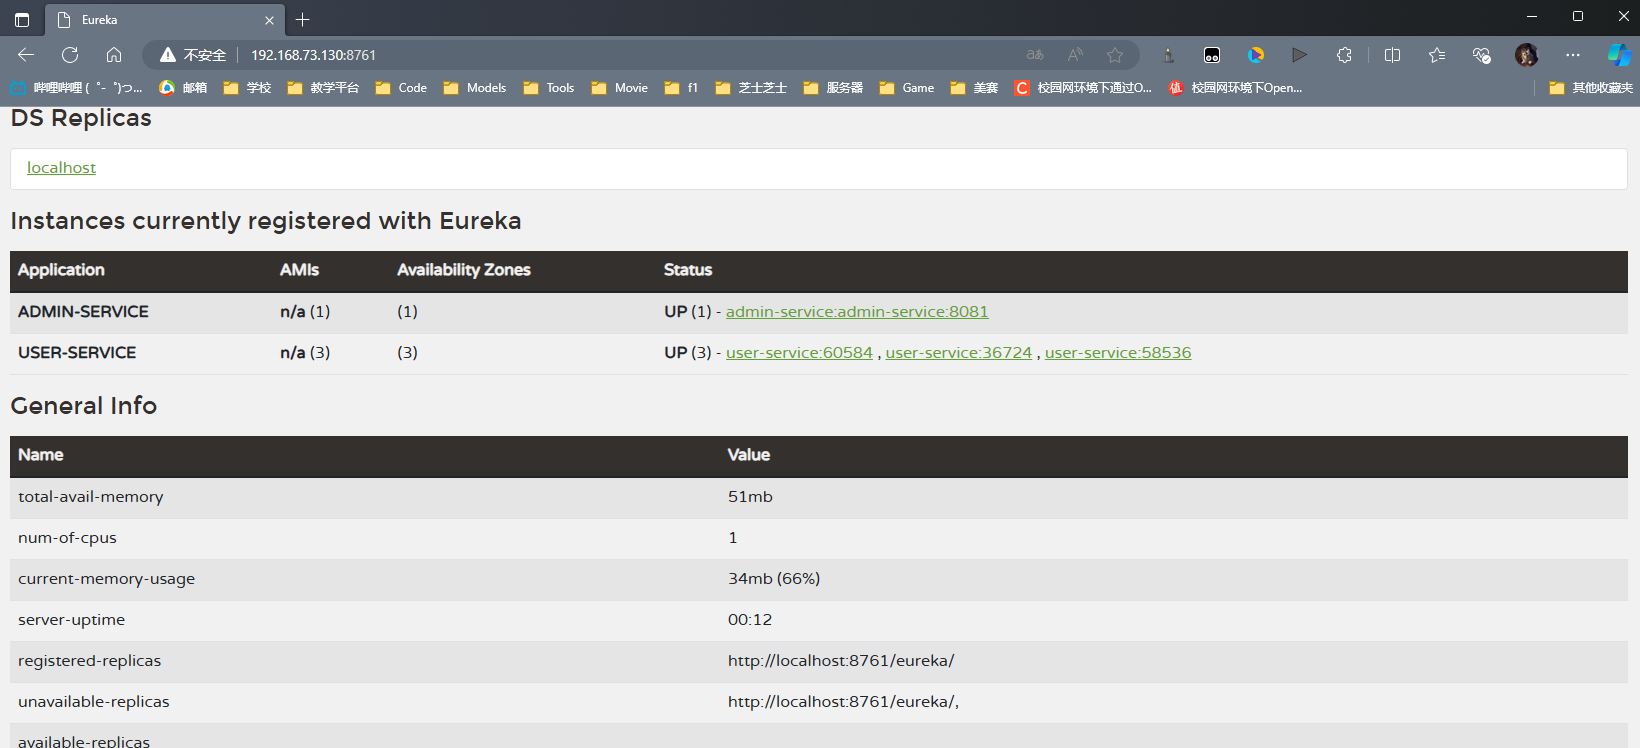 Eureka
不安全 192.168.73.130:8761
哔哩哔哩 (゜-゜)つ... 邮箱 学校 教学平台 Code Models Tools Movie f1 芝士芝士 服务器 Game 美赛 校园网环境下通过O... 校园网环境下Open... 其他收藏夹
DS Replicas
localhost
Instances currently registered with Eureka
Application AMIs Availability Zones Status
ADMIN-SERVICE n/a (1) (1) UP (1) - admin-service:admin-service:8081
USER-SERVICE n/a (3) (3) UP (3) - user-service:60584 , user-service:36724 , user-service:58536
General Info
Name Value
total-avail-memory 51mb
num-of-cpus 1
current-memory-usage 34mb (66%)
server-uptime 00:12
registered-replicas http://localhost:8761/eureka/
unavailable-replicas http://localhost:8761/eureka/,
available-replicas